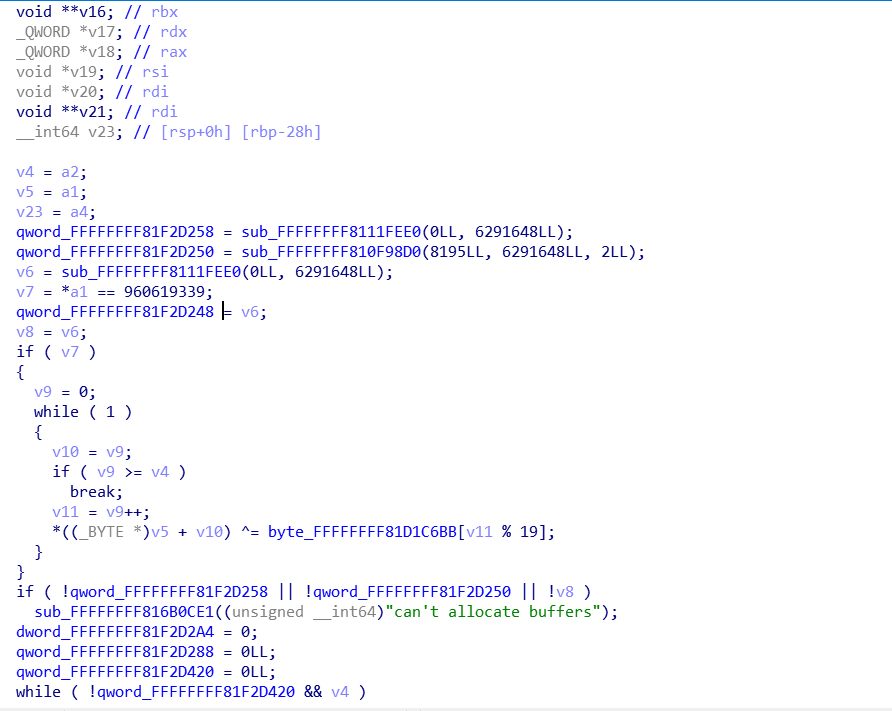 void **v16; // rbx
_QWORD *v17; // rdx
_QWORD *v18; // rax
void *v19; // rsi
void *v20; // rdi
void **v21; // rdi
__int64 v23; // [rsp+0h] [rbp-28h]
v4 = a2;
v5 = a1;
v23 = a4;
qword_FFFFFFFF81F2D258 = sub_FFFFFFFF8111FEE0(0LL, 6291648LL);
qword_FFFFFFFF81F2D250 = sub_FFFFFFFF810F98D0(8195LL, 6291648LL, 2LL);
v6 = sub_FFFFFFFF8111FEE0(0LL, 6291648LL);
v7 = *a1 == 960619339;
qword_FFFFFFFF81F2D248 = v6;
v8 = v6;
if ( v7 )
{
v9 = 0;
while ( 1 )
{
v10 = v9;
if ( v9 >= v4 )
break;
v11 = v9++;
*((_BYTE *)v5 + v10) ^= byte_FFFFFFFF81D1C6BB[v11 % 19];
}
}
if ( !qword_FFFFFFFF81F2D258 || !qword_FFFFFFFF81F2D250 || !v8 )
sub_FFFFFFFF816B0CE1((unsigned __int64)"can't allocate buffers");
dword_FFFFFFFF81F2D2A4 = 0;
qword_FFFFFFFF81F2D288 = 0LL;
qword_FFFFFFFF81F2D420 = 0LL;
while ( !qword_FFFFFFFF81F2D420 && v4 )